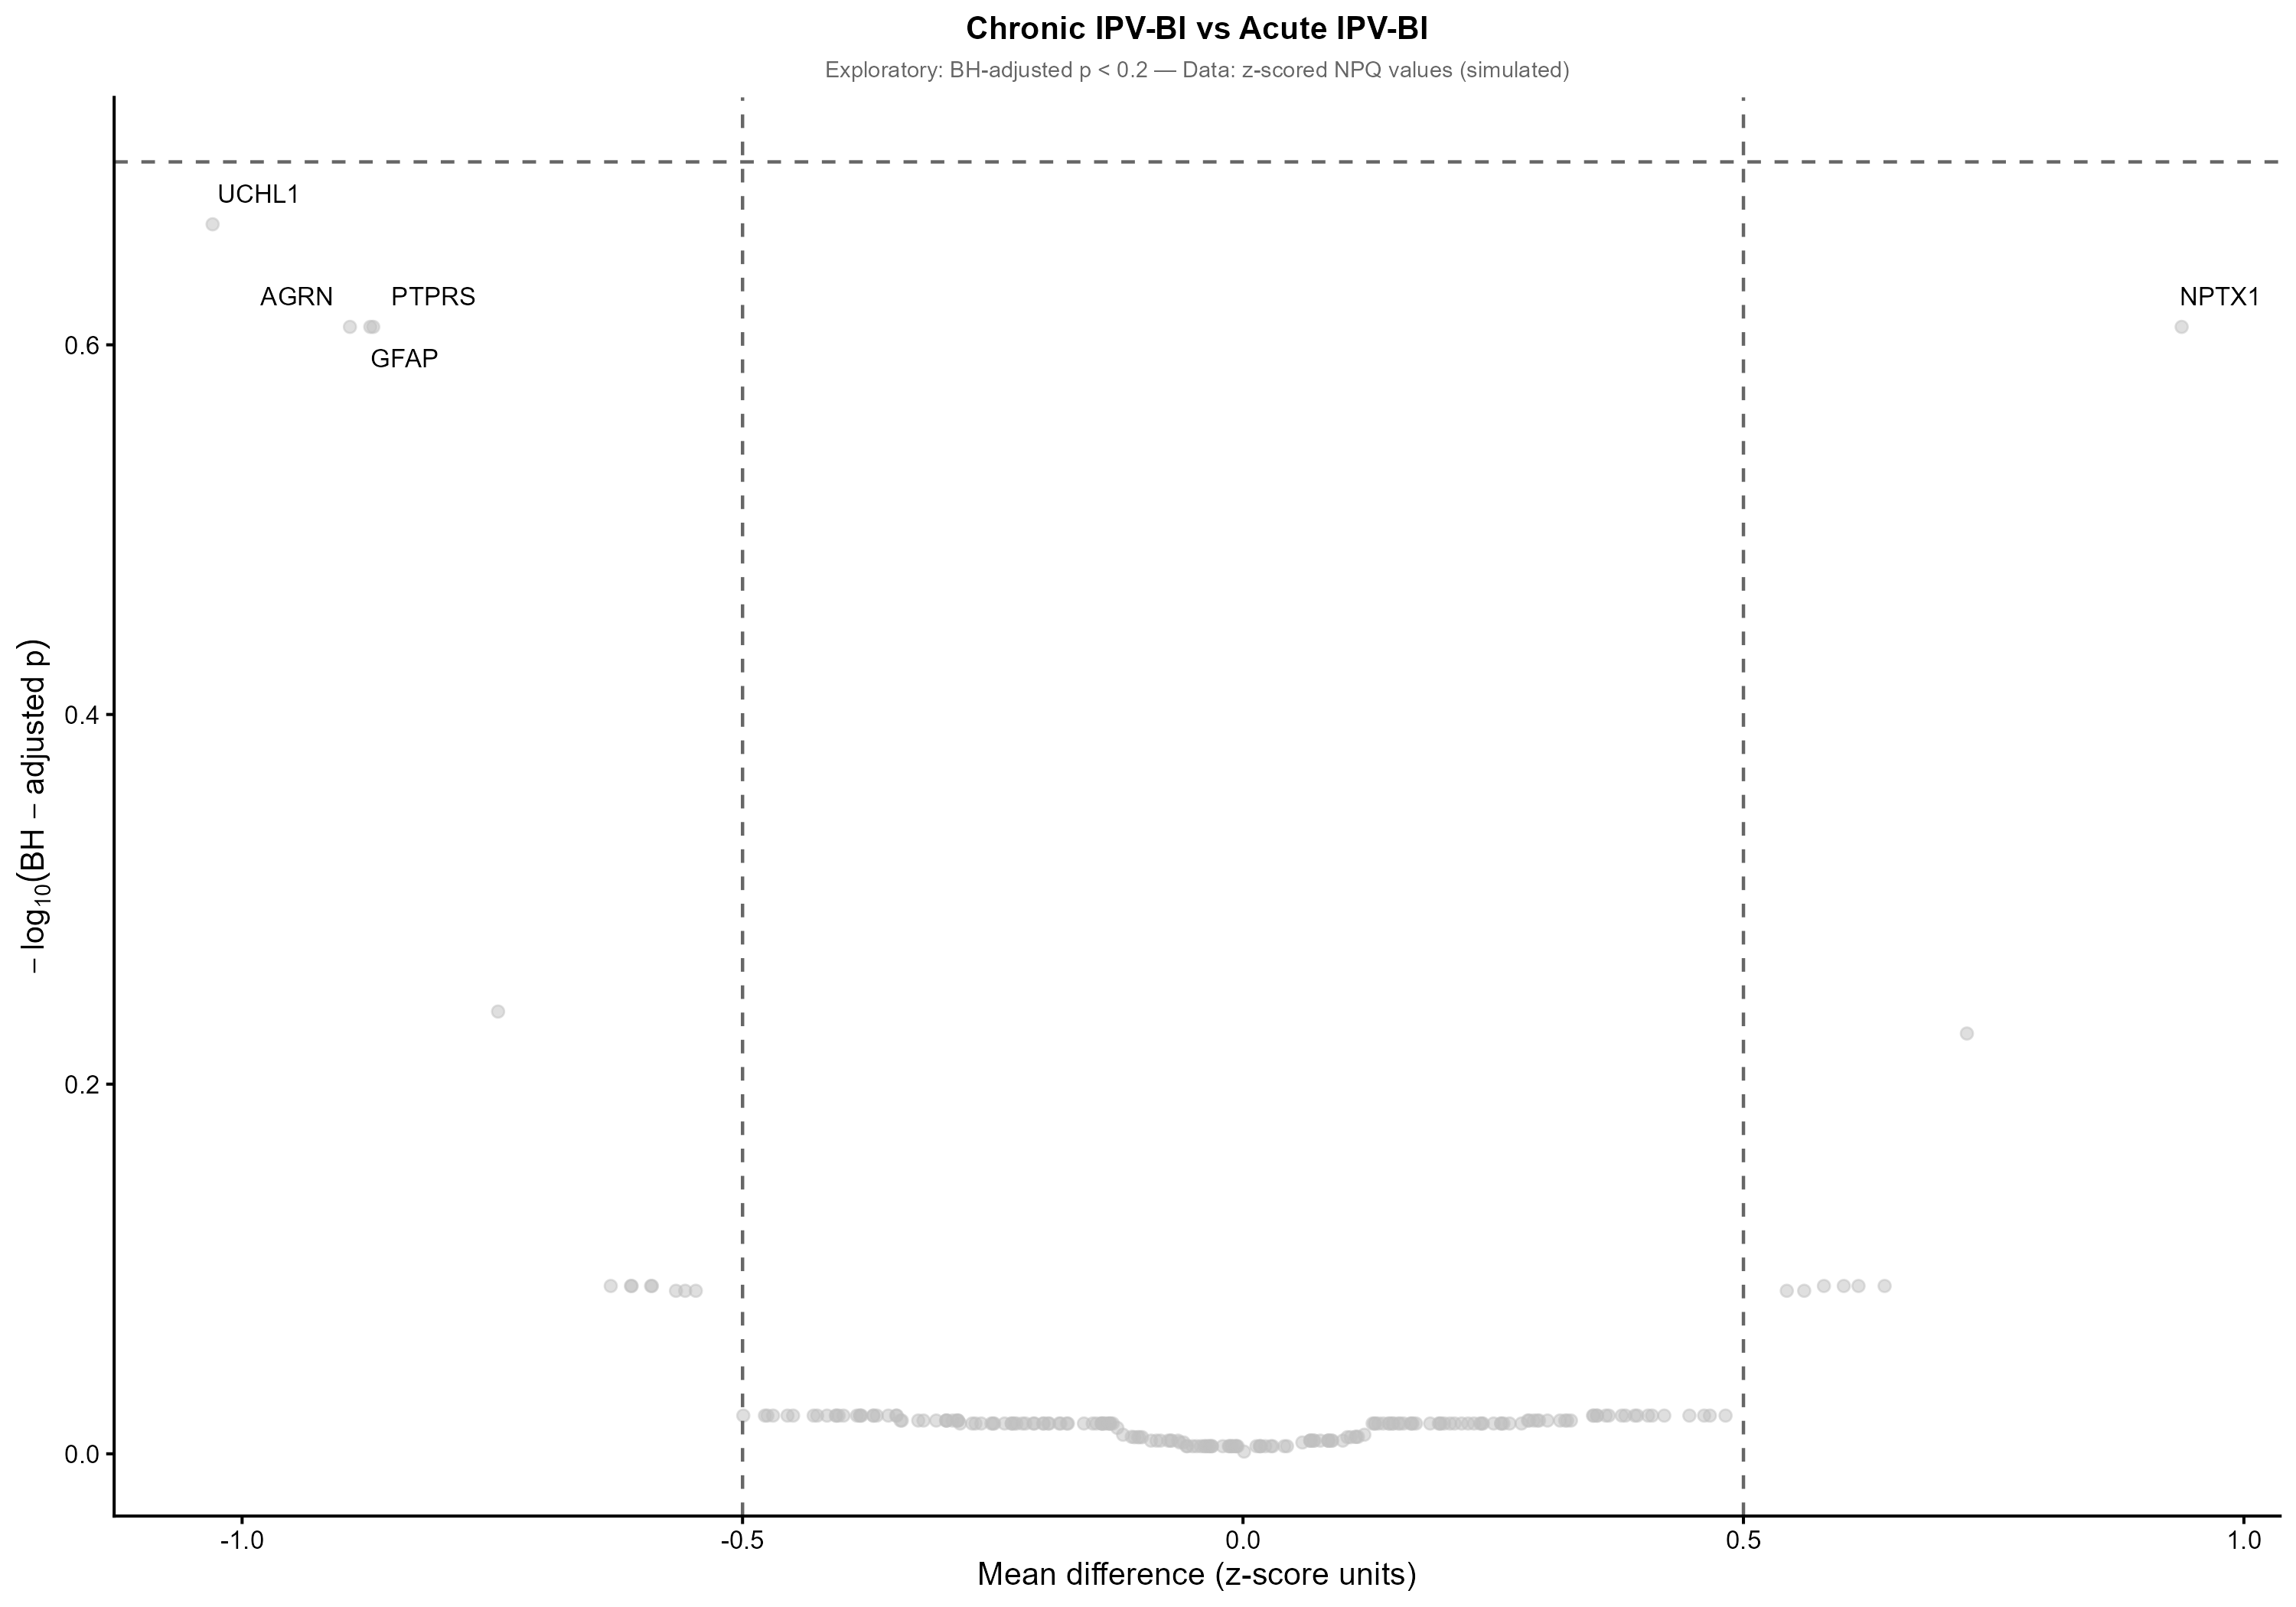 Chronic IPV-BI vs Acute IPV-BI
Exploratory: BH-adjusted p < 0.2 — Data: z-scored NPQ values (simulated)
UCHL1
AGRN
PTPRS
NPTX1
GFAP
0.6
0.4
0.2
0.0
− log10(BH − adjusted p)
-1.0
-0.5
0.0
0.5
1.0
Mean difference (z-score units)